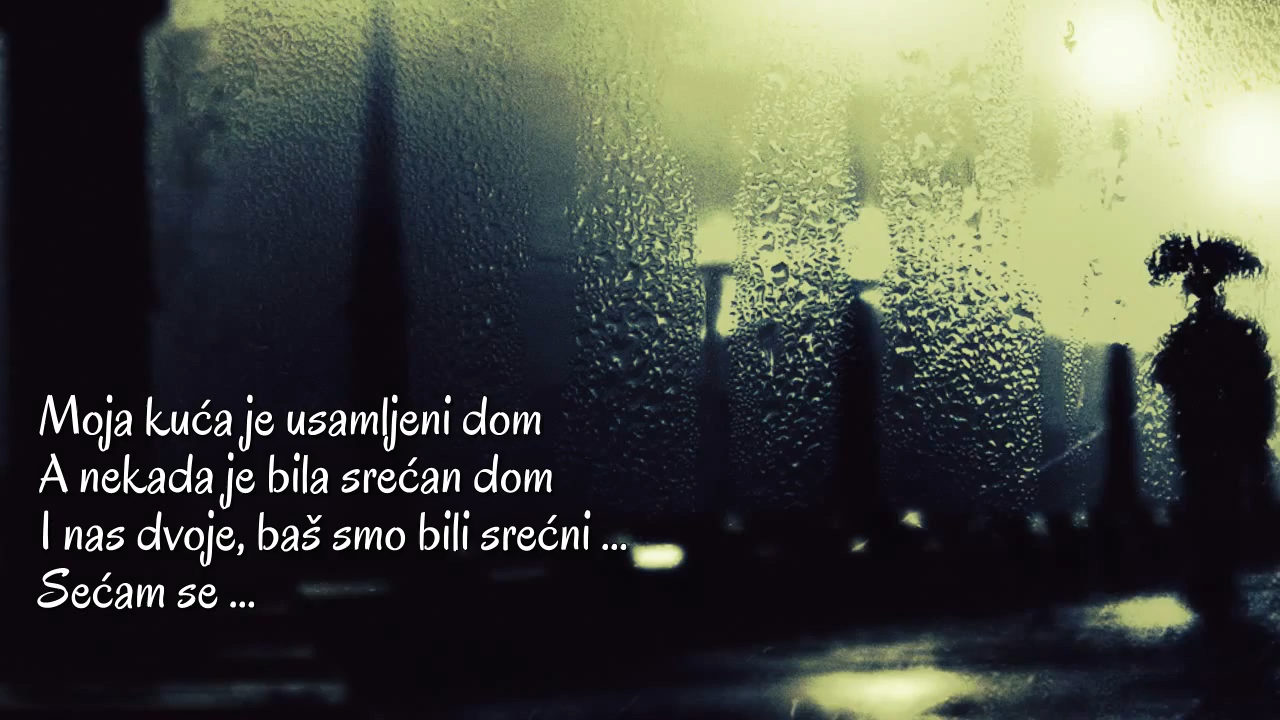 Moja kuća je usamljeni dom
A nekada je bila srećan dom
I nas dvoje, baš smo bili srećni ...
Sećam se ...